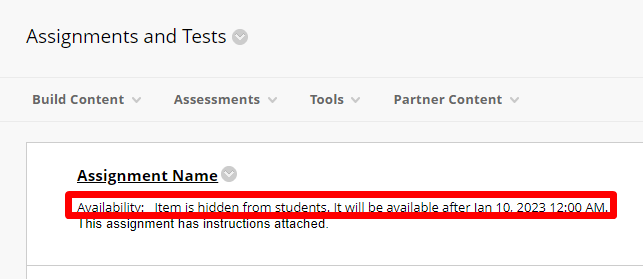 Assignments and Tests
Build Content Assessments Tools Partner Content
Assignment Name
Availability: Item is hidden from students. It will be available after Jan 10, 2023 12:00 AM.
This assignment has instructions attached.